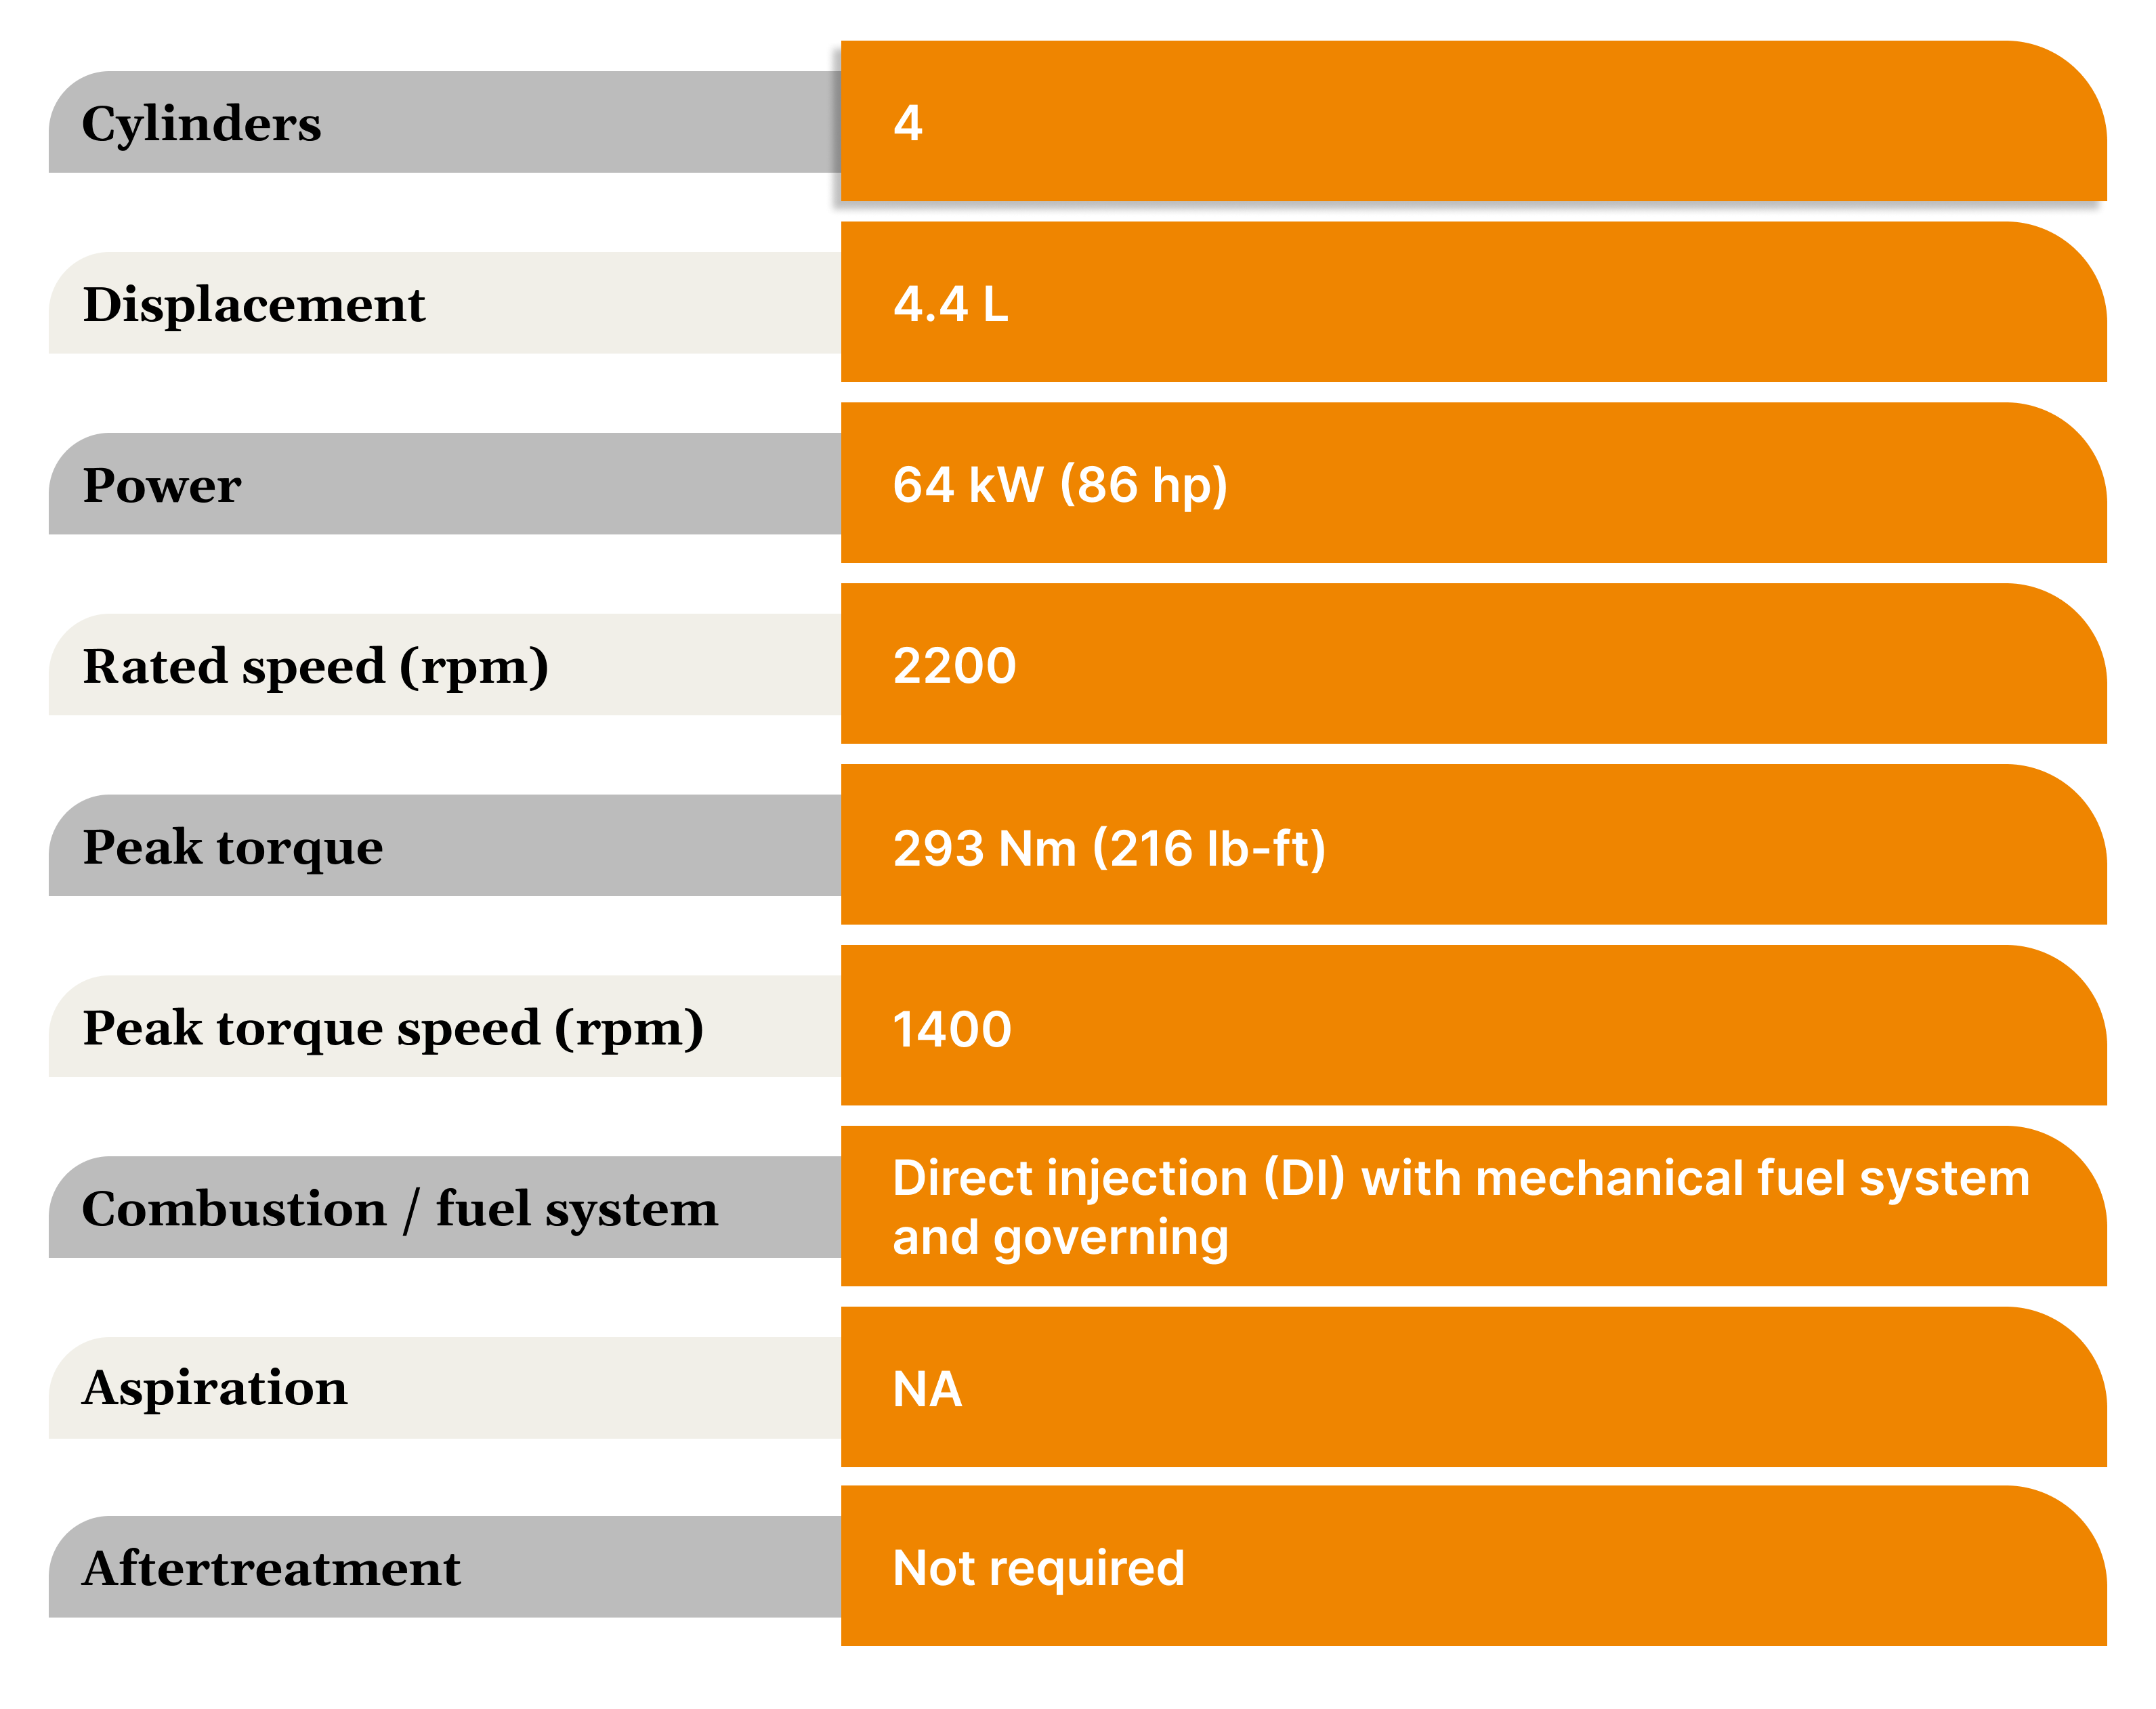 Cylinders
4
Displacement
4.4 L
Power
64 kW (86 hp)
Rated speed (rpm)
2200
Peak torque
293 Nm (216 lb-ft)
Peak torque speed (rpm)
1400
Combustion / fuel system
Direct injection (DI) with mechanical fuel system
and governing
Aspiration
NA
Aftertreatment
Not required